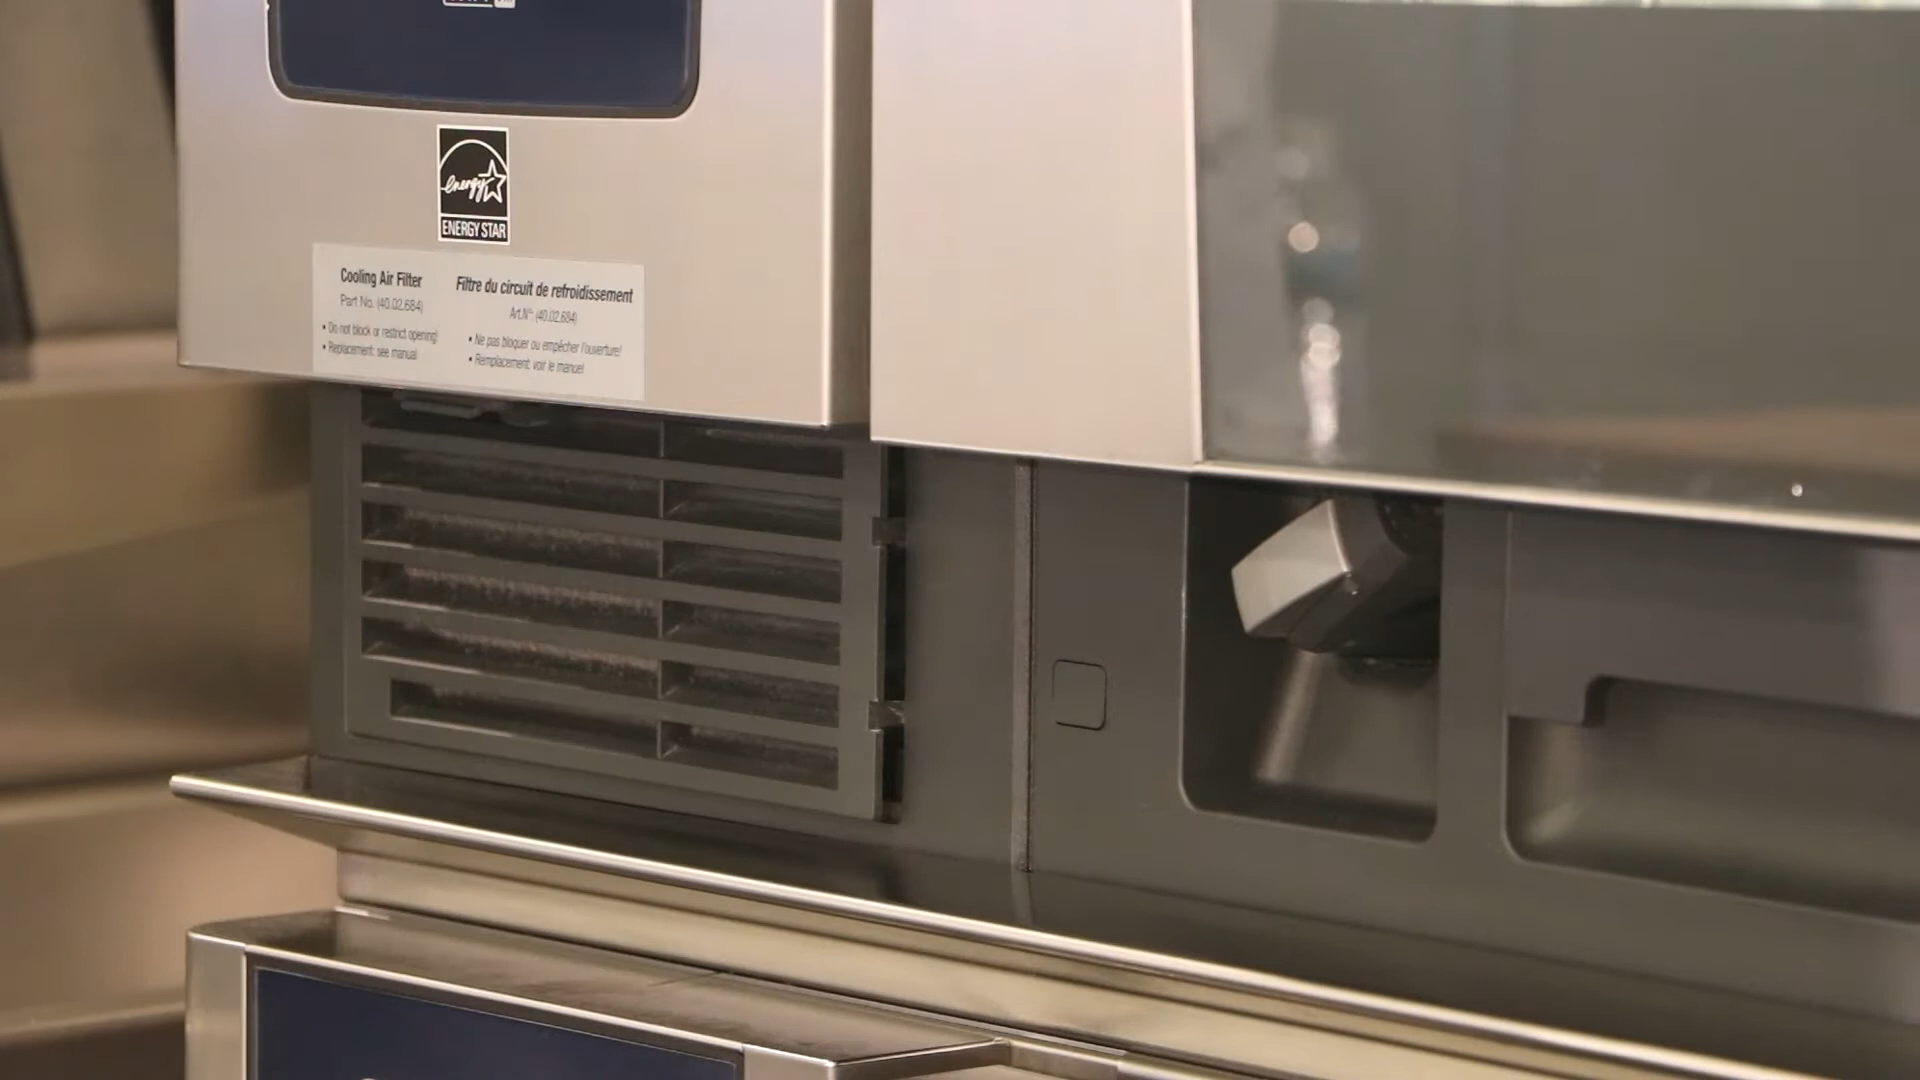 energy
ENERGY STAR
Cooling Air Filter
Part No. (40.02.684)
• Do not block or restrict opening!
• Replacement: see manual
Filtre du circuit de refroidissement
Art.N°: (40.02.684)
• Ne pas bloquer ou empêcher l'ouverture!
• Remplacement: voir le manuel